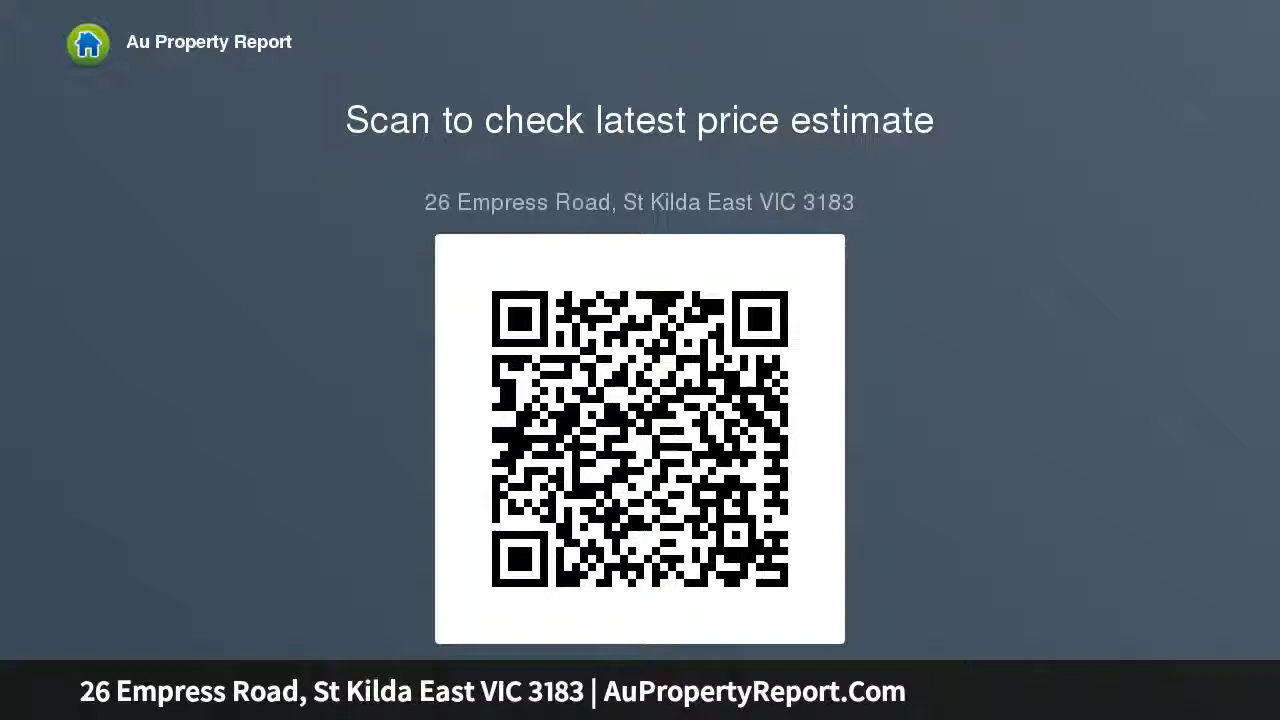 Au Property Report
Scan to check latest price estimate
26 Empress Road, St Kilda East VIC 3183
26 Empress Road, St Kilda East VIC 3183 | AuPropertyReport.Com